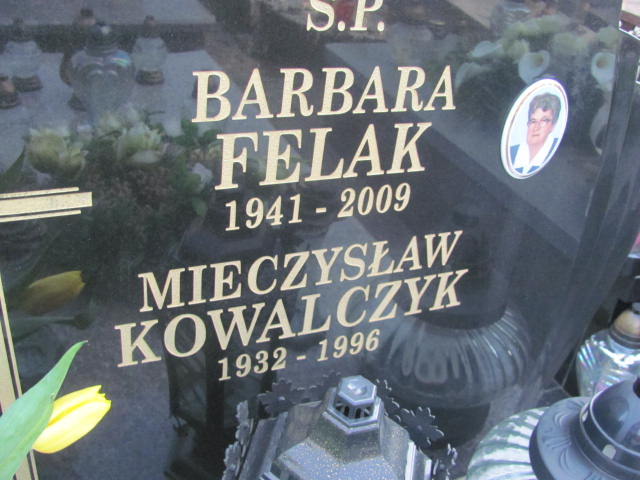 Ś.P.
BARBARA
FELAK
1941 - 2009
MIECZYSŁAW
KOWALCZYK
1932 - 1996